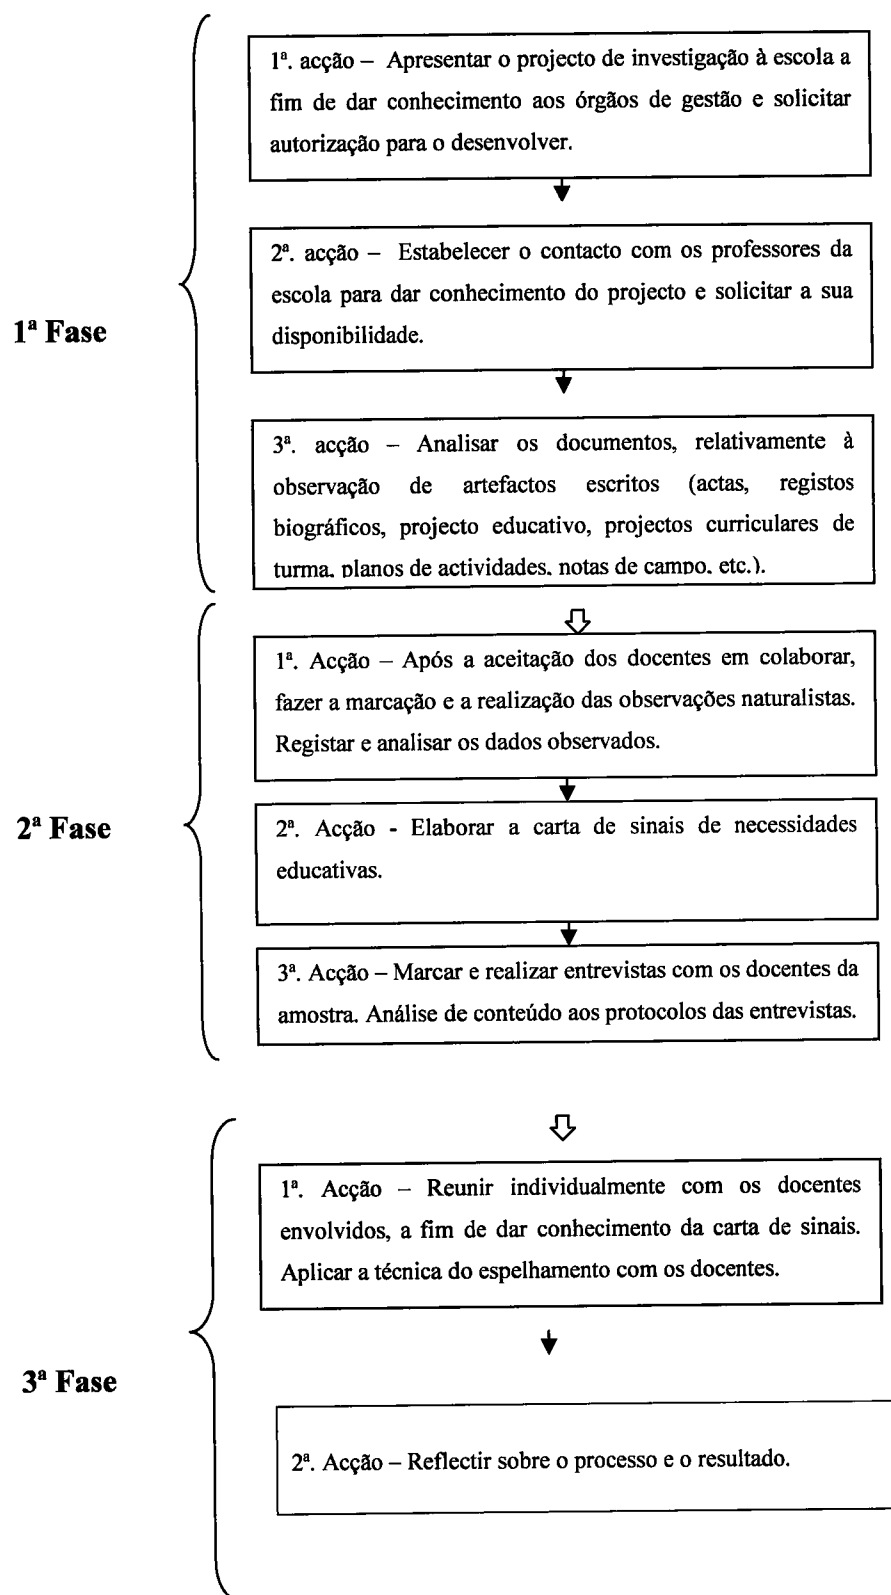 1ª. acção – Apresentar o projecto de investigação à escola a
fim de dar conhecimento aos órgãos de gestão e solicitar
autorização para o desenvolver.
2ª. acção – Estabelecer o contacto com os professores da
escola para dar conhecimento do projecto e solicitar a sua
disponibilidade.
1ª Fase
3ª. acção – Analisar os documentos, relativamente à
observação de artefactos escritos (actas, registos
biográficos, projecto educativo, projectos curriculares de
turma, planos de actividades, notas de campo, etc.).
1ª. Acção – Após a aceitação dos docentes em colaborar,
fazer a marcação e a realização das observações naturalistas.
Registar e analisar os dados observados.
2ª Fase
2ª. Acção - Elaborar a carta de sinais de necessidades
educativas.
3ª. Acção – Marcar e realizar entrevistas com os docentes da
amostra. Análise de conteúdo aos protocolos das entrevistas.
1ª. Acção – Reunir individualmente com os docentes
envolvidos, a fim de dar conhecimento da carta de sinais.
Aplicar a técnica do espelhamento com os docentes.
3ª Fase
2ª. Acção – Reflectir sobre o processo e o resultado.